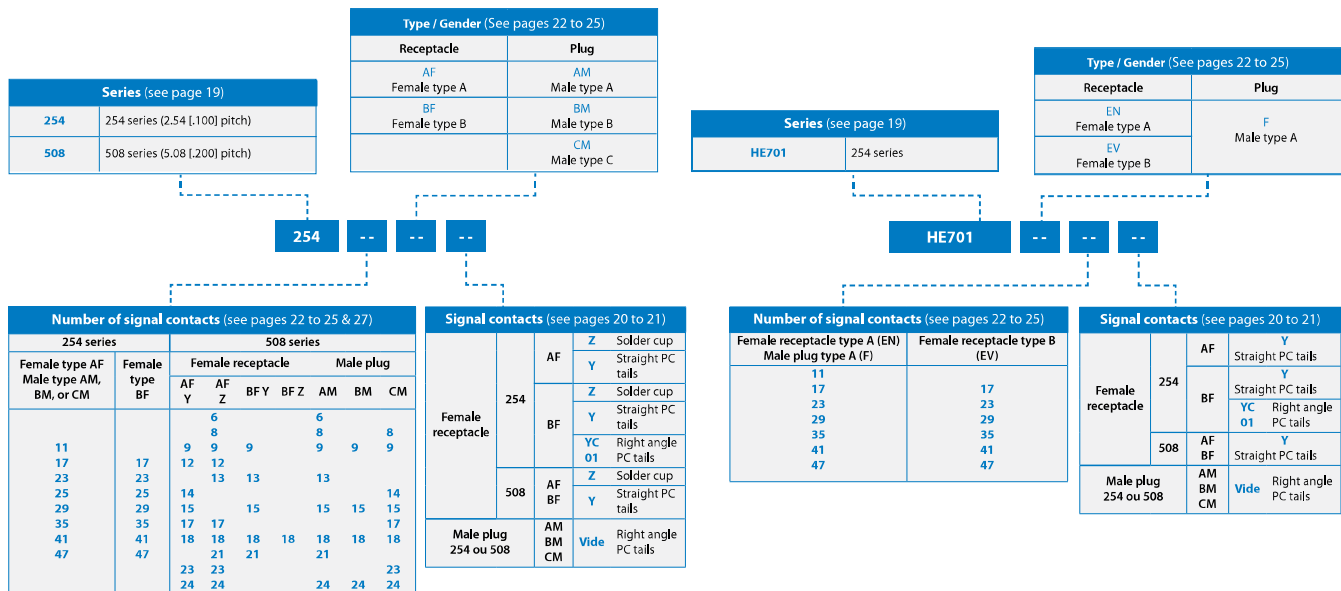 Type / Gender (See pages 22 to 25)
Receptacle Plug
AF AM
Female type A Male type A
BF BM
Female type B Male type B
CM
Male type C
Series (see page 19)
254 254 series (2.54 [.100] pitch)
508 508 series (5.08 [.200] pitch)
254 -- -- --
Number of signal contacts (see pages 22 to 25 & 27)
254 series 508 series
Female type AF Female Female receptacle Male plug
Male type AM, type AF AF BF Y BF Z AM BM CM
BM, or CM BF Y Z
6 6
8 8 8
11 9 9 9 9 9 9
17 17 12 12
23 23 13 13 13
25 25 14 14
29 29 15 15 15 15 15
35 35 17 17 17
41 41 18 18 18 18 18 18 18
47 47 21 21 21
23 23 23
24 24 24 24 24
Signal contacts (see pages 20 to 21)
Female receptacle
254
AF
Z Solder cup
Y Straight PC tails
BF
Z Solder cup
Y Straight PC tails
YC 01 Right angle PC tails
508
AF BF
Z Solder cup
Y Straight PC tails
Male plug
254 ou 508
AM
BM
CM
Vide Right angle PC tails
Type / Gender (See pages 22 to 25)
Receptacle Plug
EN
Female type A
F
Male type A
EV
Female type B
Series (see page 19)
HE701 254 series
HE701 -- -- --
Number of signal contacts (see pages 22 to 25)
Female receptacle type A (EN) Female receptacle type B
Male plug type A (F) (EV)
11
17 17
23 23
29 29
35 35
41 41
47 47
Signal contacts (see pages 20 to 21)
Female receptacle
254
AF
Y
Straight PC tails
BF
Y
Straight PC tails
YC 01 Right angle PC tails
508
AF BF
Y
Straight PC tails
Male plug
254 ou 508
AM
BM
CM
Vide Right angle PC tails